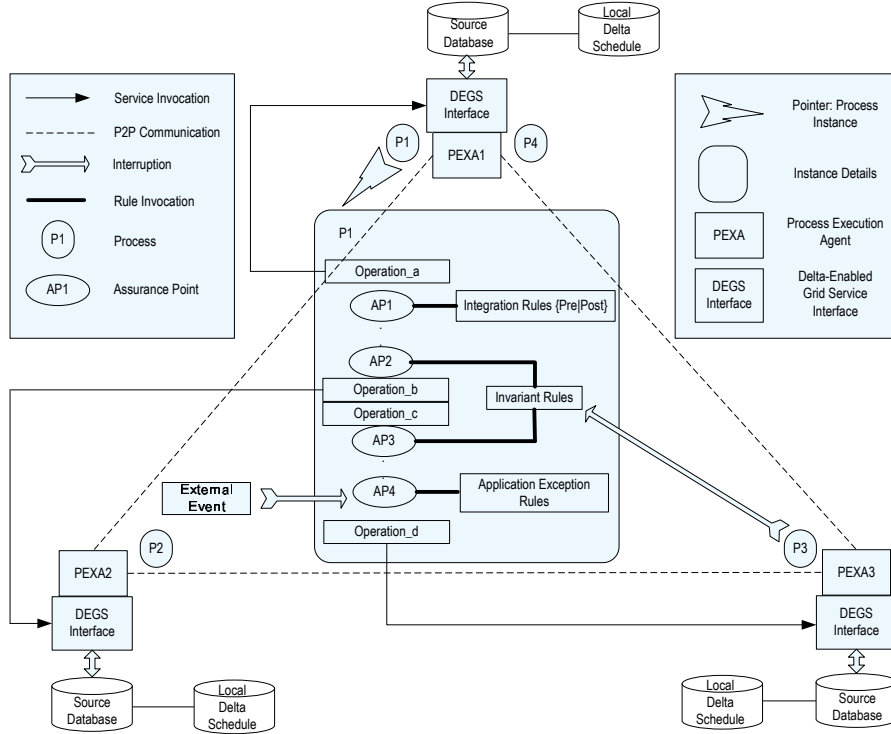 Source
Database
Local
Delta
Schedule
DEGS
Interface
PEXA1
P1
P4
Service Invocation
P2P Communication
Interruption
Rule Invocation
P1
Process
AP1
Assurance Point
Pointer: Process
Instance
Instance Details
PEXA
Process Execution
Agent
DEGS
Interface
Delta-Enabled
Grid Service
Interface
P1
Operation_a
AP1
Integration Rules {Pre|Post}
AP2
Operation_b
Invariant Rules
Operation_c
AP3
External
Event
AP4
Application Exception
Rules
Operation_d
P2
P3
PEXA2
PEXA3
DEGS
Interface
DEGS
Interface
Source
Database
Local
Delta
Schedule
Local
Delta
Schedule
Source
Database